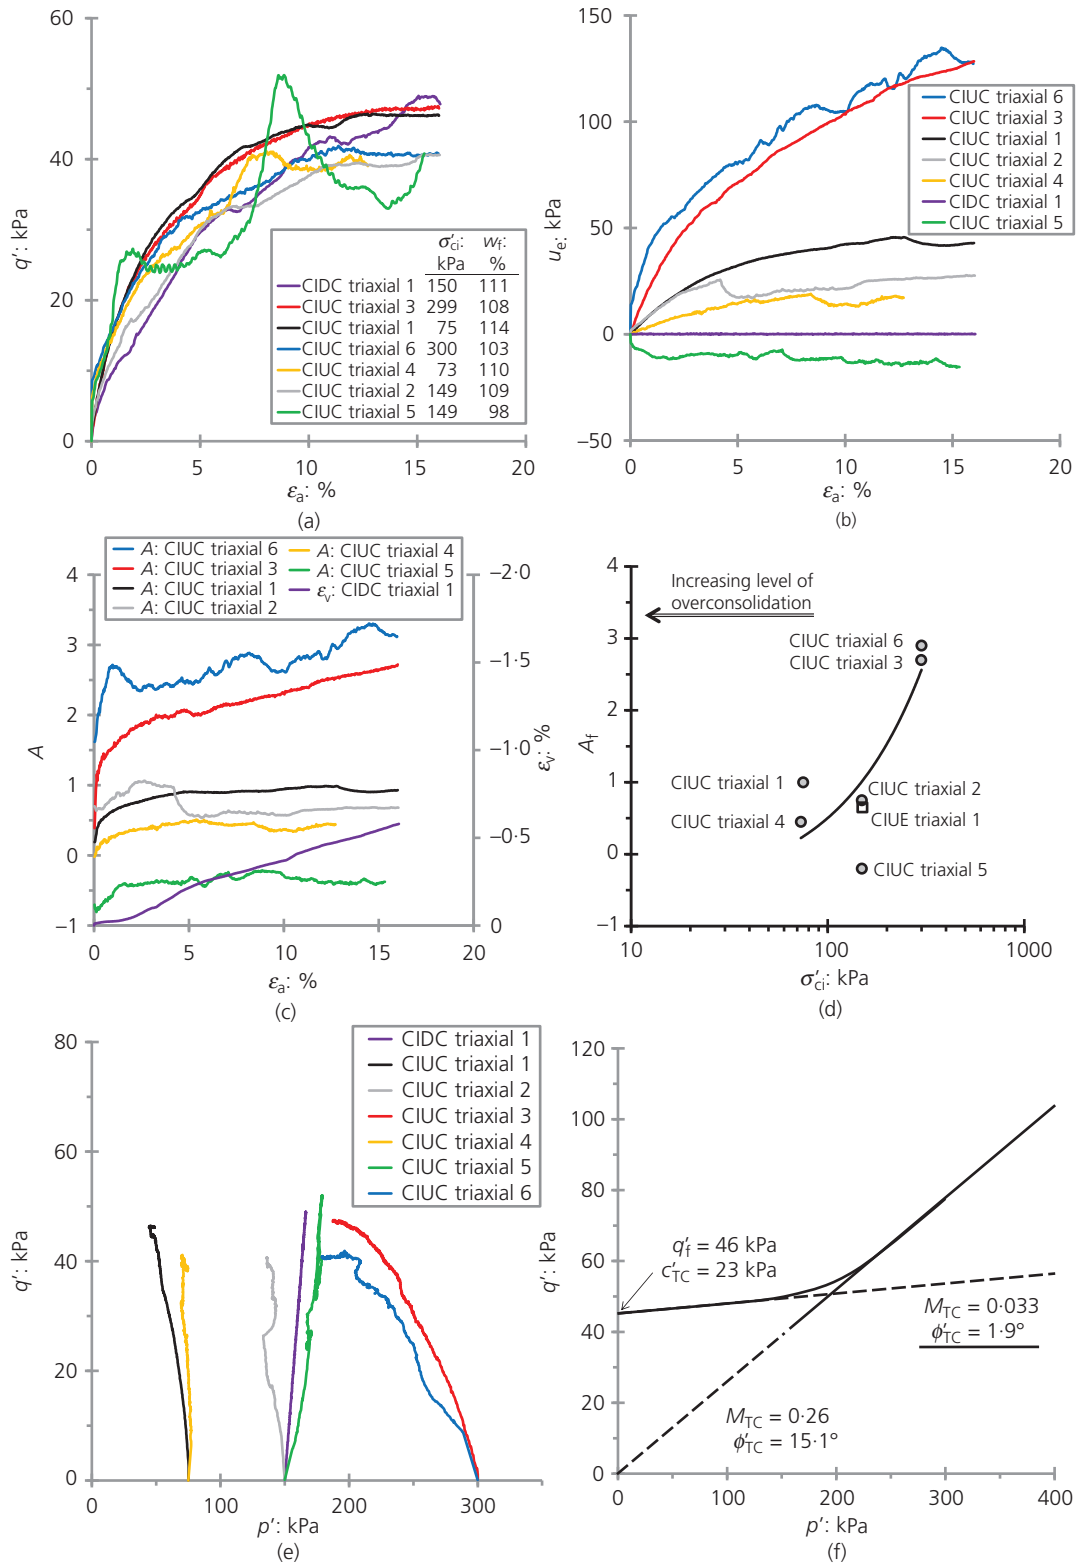 60
40
20
0
0
5
10
15
20
q′: kPa
εa: %
σ′ci: wf:
kPa %
CIDC triaxial 1 150 111
CIUC triaxial 3 299 108
CIUC triaxial 1 75 114
CIUC triaxial 6 300 103
CIUC triaxial 4 73 110
CIUC triaxial 2 149 109
CIUC triaxial 5 149 98
(a)
150
100
50
0
–50
0
5
10
15
20
ue: kPa
εa: %
CIUC triaxial 6
CIUC triaxial 3
CIUC triaxial 1
CIUC triaxial 2
CIUC triaxial 4
CIDC triaxial 1
CIUC triaxial 5
(b)
A: CIUC triaxial 6 A: CIUC triaxial 4
A: CIUC triaxial 3 A: CIUC triaxial 5
A: CIUC triaxial 1 εv: CIDC triaxial 1
A: CIUC triaxial 2
4
3
2
1
0
–1
A
–2·0
–1·5
–1·0
–0·5
0
εv: %
0
5
10
15
εa: %
(c)
Increasing level of
overconsolidation
4
3
2
1
0
–1
Af
CIUC triaxial 6
CIUC triaxial 3
CIUC triaxial 1
CIUC triaxial 2
CIUC triaxial 4
CIUE triaxial 1
CIUC triaxial 5
10
100
1000
σ′ci: kPa
(d)
80
60
40
20
0
q′: kPa
CIDC triaxial 1
CIUC triaxial 1
CIUC triaxial 2
CIUC triaxial 3
CIUC triaxial 4
CIUC triaxial 5
CIUC triaxial 6
0
100
200
300
p′: kPa
(e)
120
100
80
60
40
20
0
q′: kPa
q′f = 46 kPa
c′TC = 23 kPa
MTC = 0·033
ϕ′TC = 1·9°
MTC = 0·26
ϕ′TC = 15·1°
0
100
200
300
400
p′: kPa
(f)